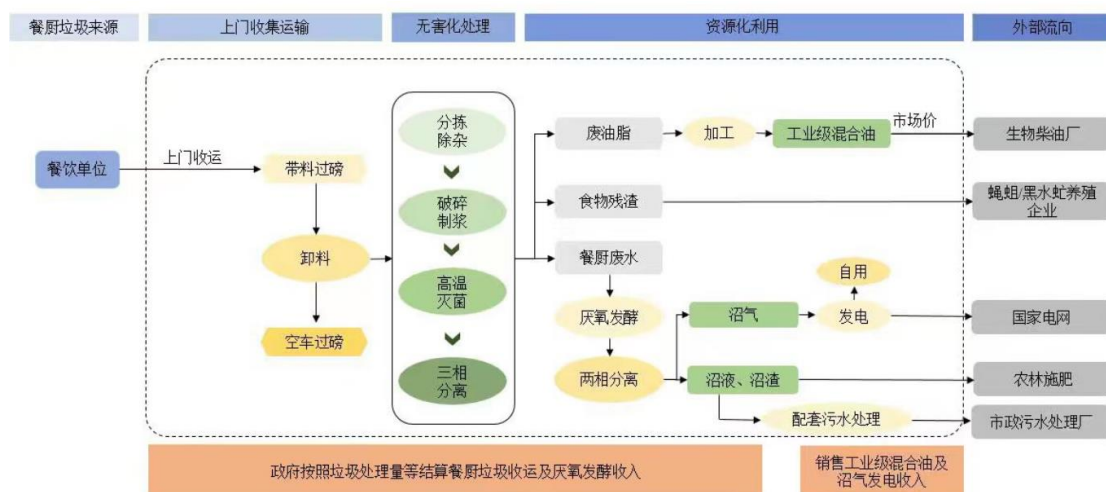 餐厨垃圾来源
上门收集运输
无害化处理
资源化利用
外部流向
餐饮单位
上门收运
带料过磅
卸料
空车过磅
分拣
除杂
破碎
制浆
高温
灭菌
三相
分离
废油脂
加工
工业级混合油
市场价
生物柴油厂
食物残渣
蝇蛆/黑水虻养殖
企业
餐厨废水
厌氧发酵
两相分离
沼气
发电
自用
国家电网
沼液、沼渣
农林施肥
配套污水处理
市政污水处理厂
政府按照垃圾处理量等结算餐厨垃圾收运及厌氧发酵收入
销售工业级混合油及
沼气发电收入